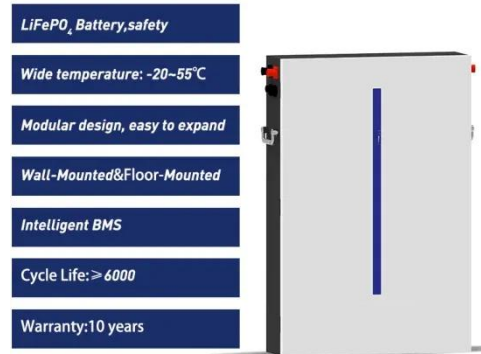 LiFePO₄ Battery,safety
Wide temperature: -20~55℃
Modular design, easy to expand
Wall-Mounted&Floor-Mounted
Intelligent BMS
Cycle Life:≥6000
Warranty:10 years